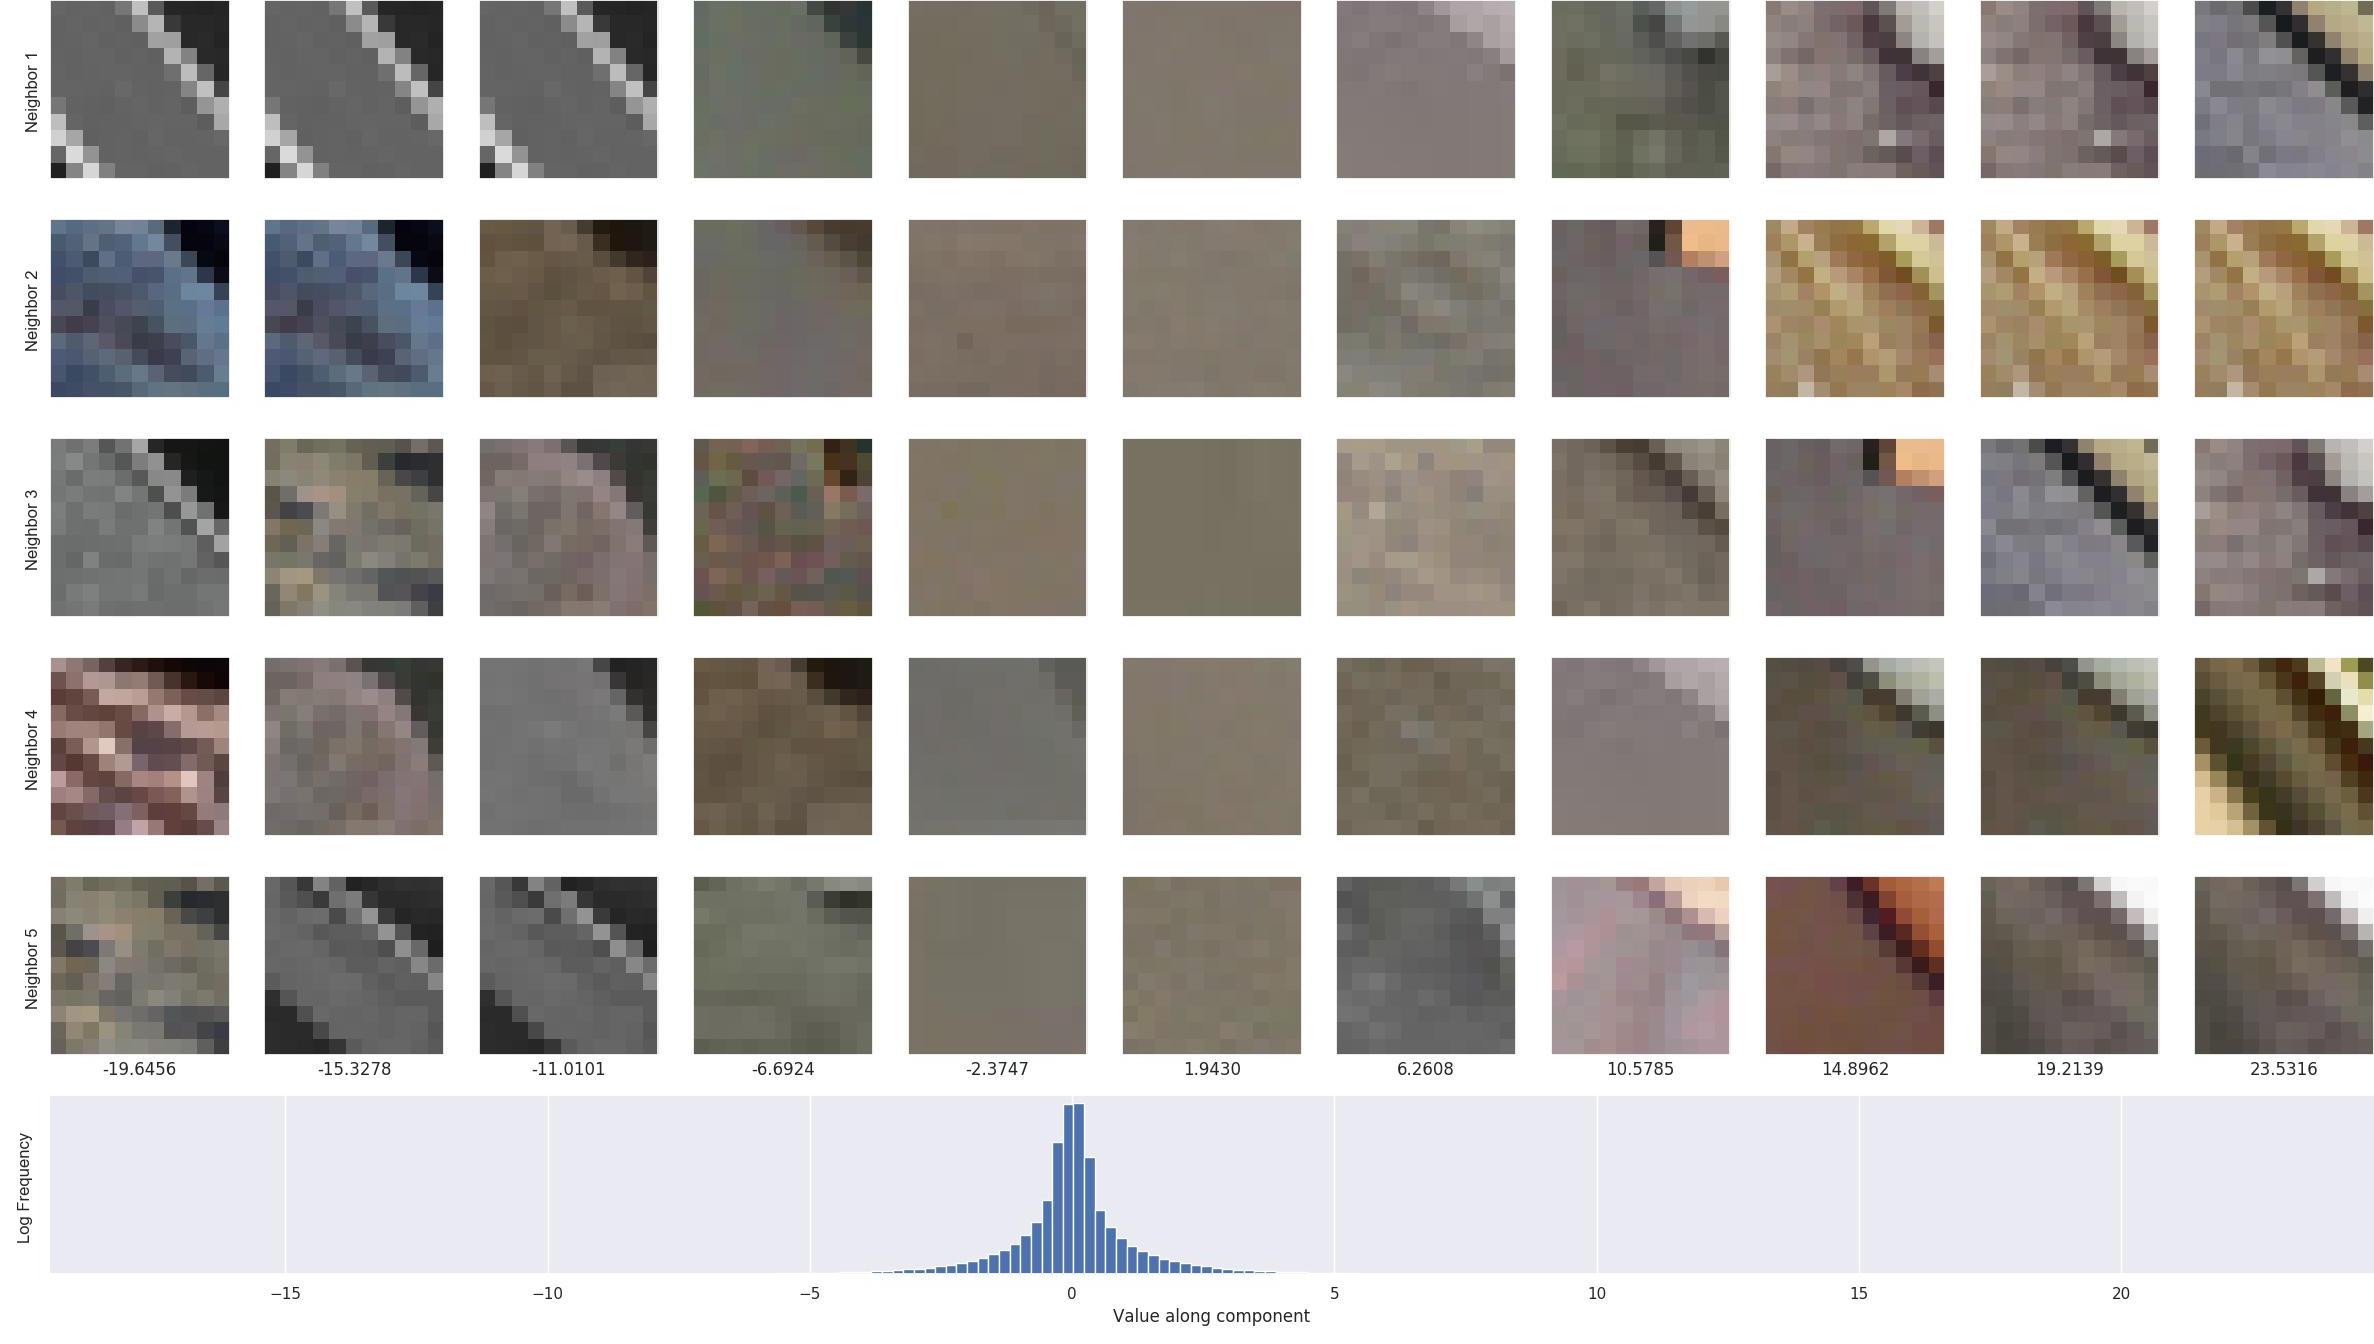 Neighbor 1
Neighbor 2
Neighbor 3
Neighbor 4
Neighbor 5
-19.6456 -15.3278 -11.0101 -6.6924 -2.3747 1.9430 6.2608 10.5785 14.8962 19.2139 23.5316
Log Frequency
−15 −10 −5 0 5 10 15 20
Value along component